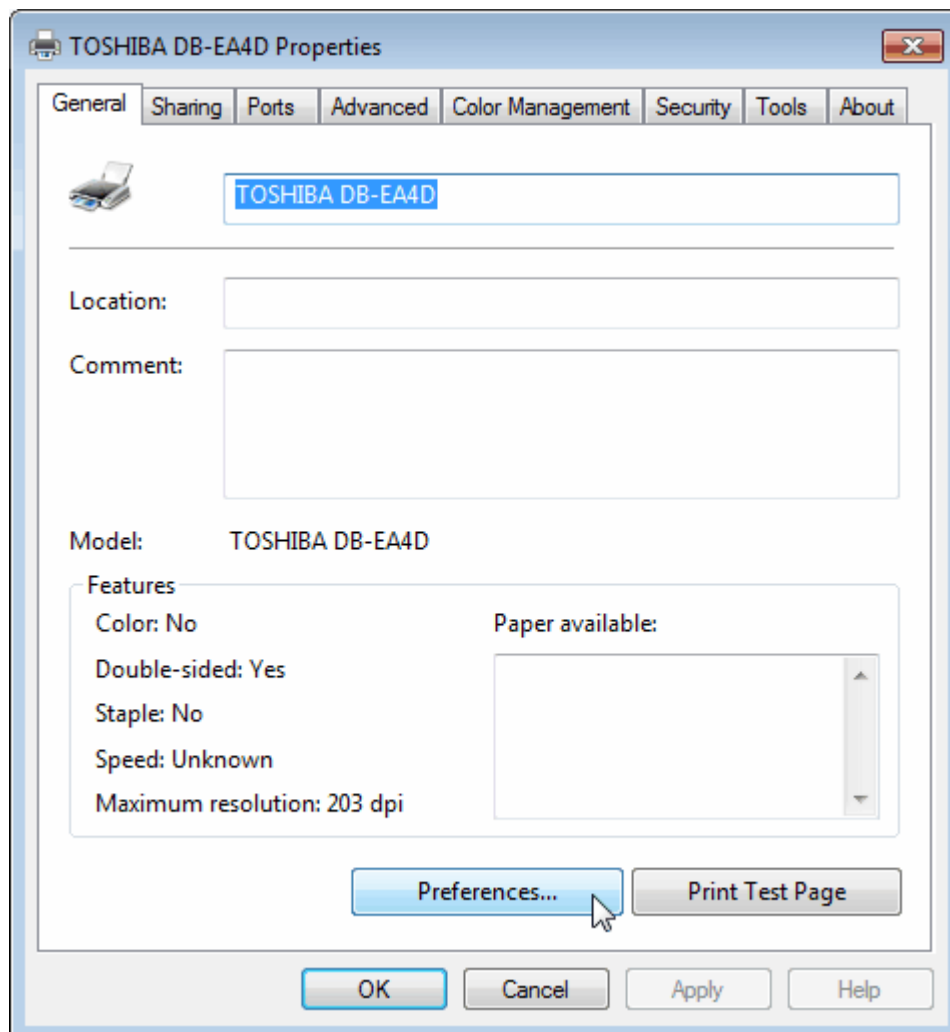 TOSHIBA DB-EA4D Properties
General Sharing Ports Advanced Color Management Security Tools About
TOSHIBA DB-EA4D
Location:
Comment:
Model: TOSHIBA DB-EA4D
Features
Color: No
Paper available:
Double-sided: Yes
Staple: No
Speed: Unknown
Maximum resolution: 203 dpi
Preferences... Print Test Page
OK Cancel Apply Help